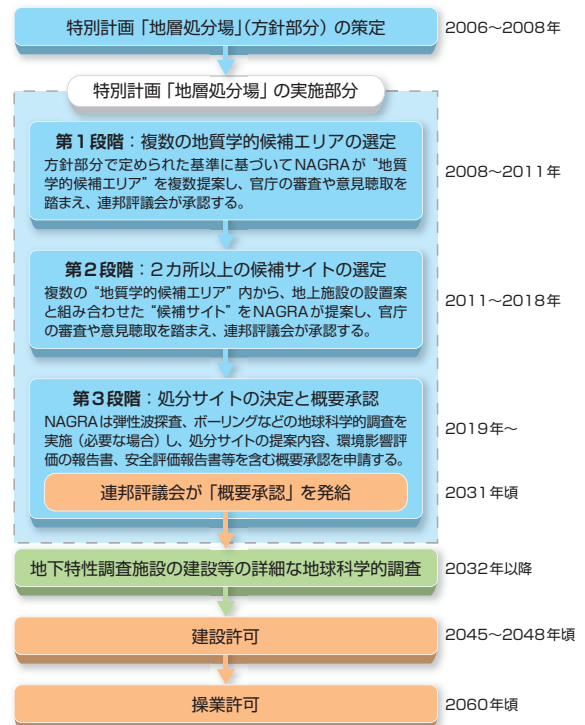 特別計画「地層処分場」(方針部分)の策定
2006～2008年
特別計画「地層処分場」の実施部分
第1段階：複数の地質学的候補エリアの選定
方針部分で定められた基準に基づいてNAGRAが“地質
学的候補エリア”を複数提案し、官庁の審査や意見聴取を
踏まえ、連邦評議会が承認する。
2008～2011年
第2段階：2カ所以上の候補サイトの選定
複数の“地質学的候補エリア”内から、地上施設の設置案
と組み合わせた“候補サイト”をNAGRAが提案し、官庁
の審査や意見聴取を踏まえ、連邦評議会が承認する。
2011～2018年
第3段階：処分サイトの決定と概要承認
NAGRAは弾性波探査、ボーリングなどの地球科学的調査を
実施（必要な場合）し、処分サイトの提案内容、環境影響評
価の報告書、安全評価報告書等を含む概要承認を申請する。
2019年～
連邦評議会が「概要承認」を発給
2031年頃
地下特性調査施設の建設等の詳細な地球科学的調査
2032年以降
建設許可
2045～2048年頃
操業許可
2060年頃